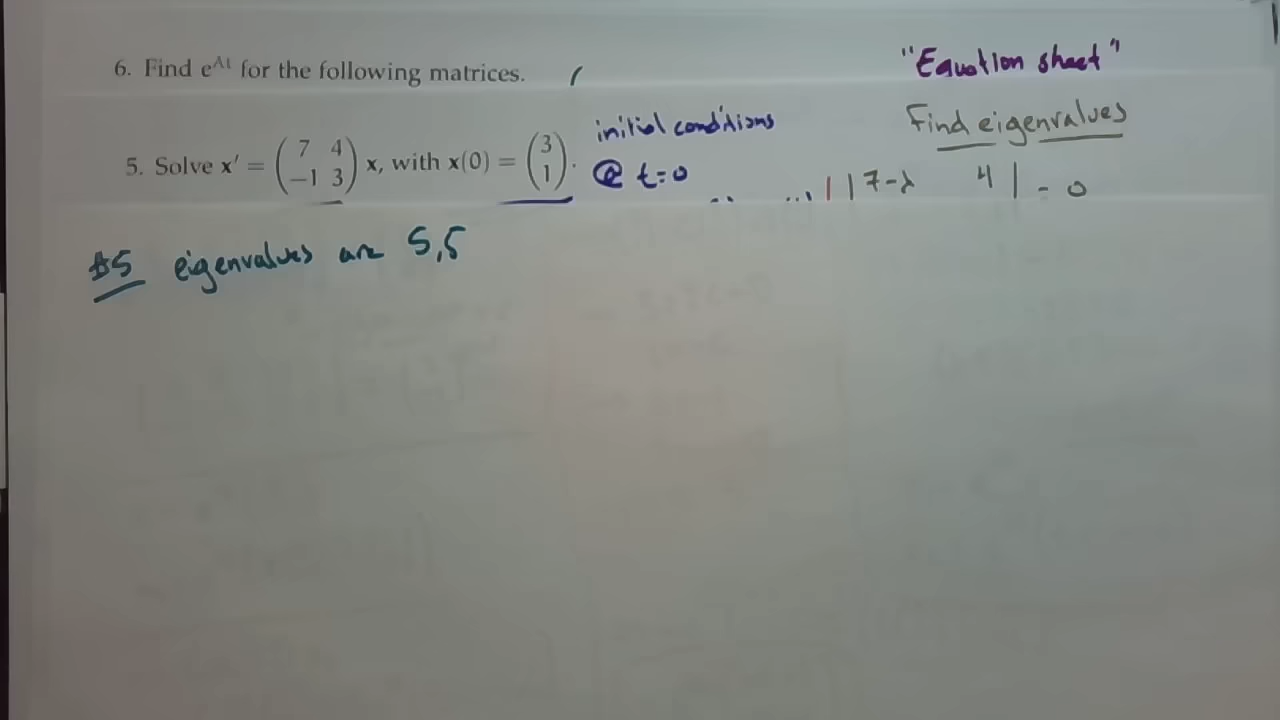 6. Find e^{At} for the following matrices. (
"Equation sheet"
Find eigenvalues
5. Solve x' = (7 4 −1 3) x, with x(0) = (3 1).
initial conditions
@ t=0
| 7-λ 4 | - 0
#5 eigenvalues are 5,5